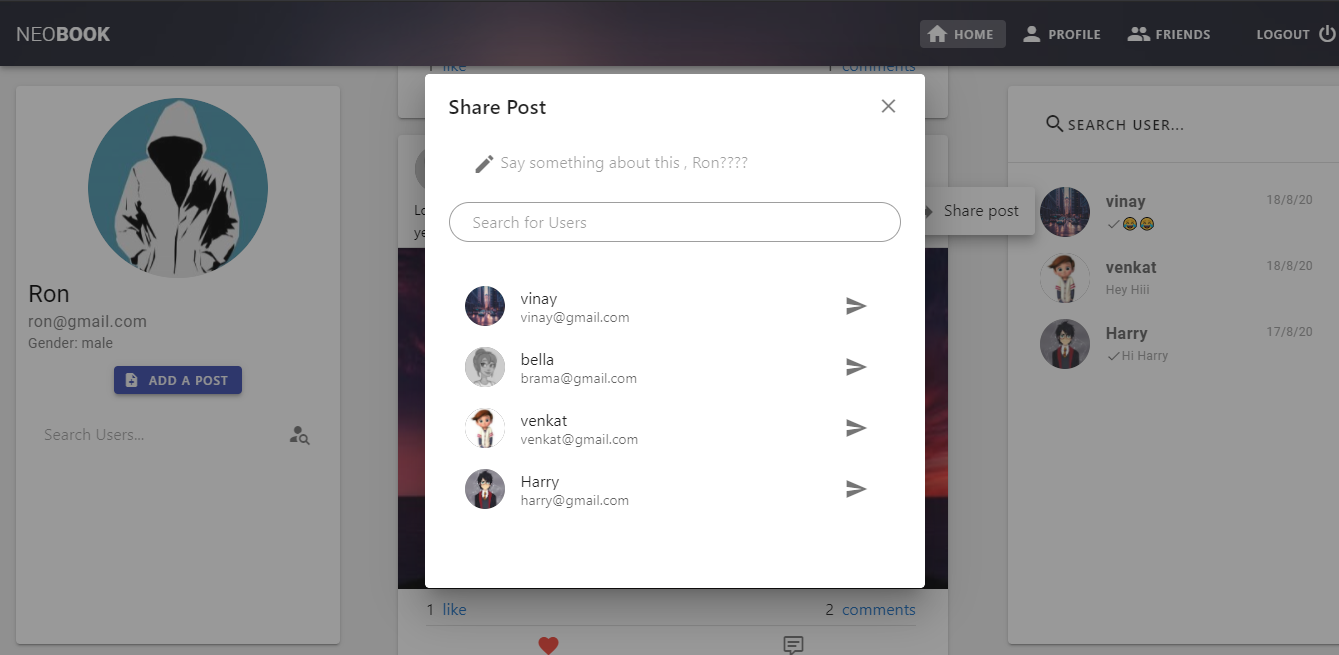 NEOBOOK
HOME
PROFILE
FRIENDS
LOGOUT
1 like
1 comments
Ron
ron@gmail.com
Gender: male
ADD A POST
Search Users...
Share Post
Say something about this , Ron????
Search for Users
vinay
vinay@gmail.com
bella
brama@gmail.com
venkat
venkat@gmail.com
Harry
harry@gmail.com
Share post
1 like
2 comments
SEARCH USER...
vinay
18/8/20
😂😂
venkat
18/8/20
Hey Hiii
Harry
17/8/20
Hi Harry